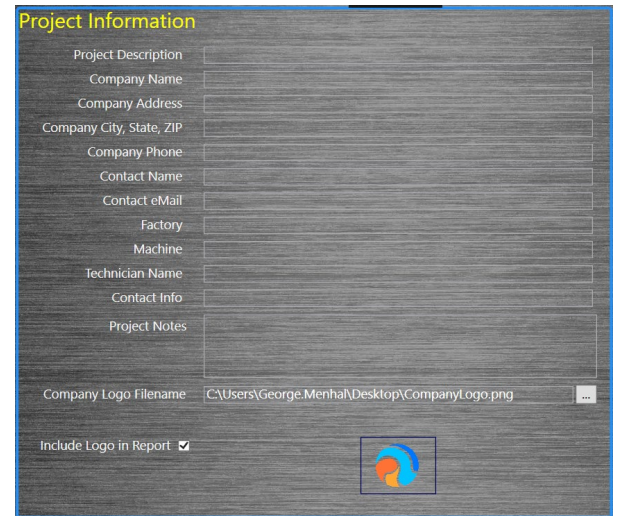 Project Information
Project Description
Company Name
Company Address
Company City, State, ZIP
Company Phone
Contact Name
Contact eMail
Factory
Machine
Technician Name
Contact Info
Project Notes
Company Logo Filename C:\Users\George.Menhal\Desktop\CompanyLogo.png ...
Include Logo in Report